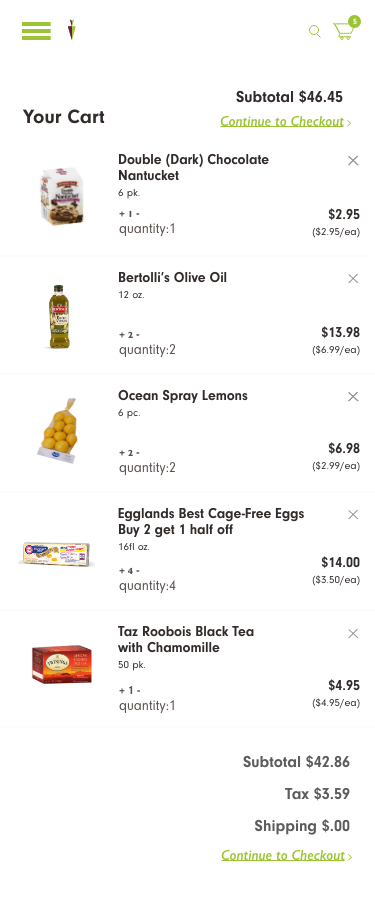 $
Subtotal $46.45
Your Cart
Continue to Checkout
Double (Dark) Chocolate
Nantucket
6 pk.
+ 1 -
quantity:1
$2.95
($2.95/ea)
Bertolli's Olive Oil
12 oz.
+ 2 -
quantity:2
$13.98
($6.99/ea)
Ocean Spray Lemons
6 pc.
+ 2 -
quantity:2
$6.98
($2.99/ea)
Egglands Best Cage-Free Eggs
Buy 2 get 1 half off
16fl oz.
+ 4 -
quantity:4
$14.00
($3.50/ea)
Taz Roobois Black Tea
with Chamomille
50 pk.
TWININGS
+ 1 -
quantity:1
$4.95
($4.95/ea)
Subtotal $42.86
Tax $3.59
Shipping $.00
Continue to Checkout